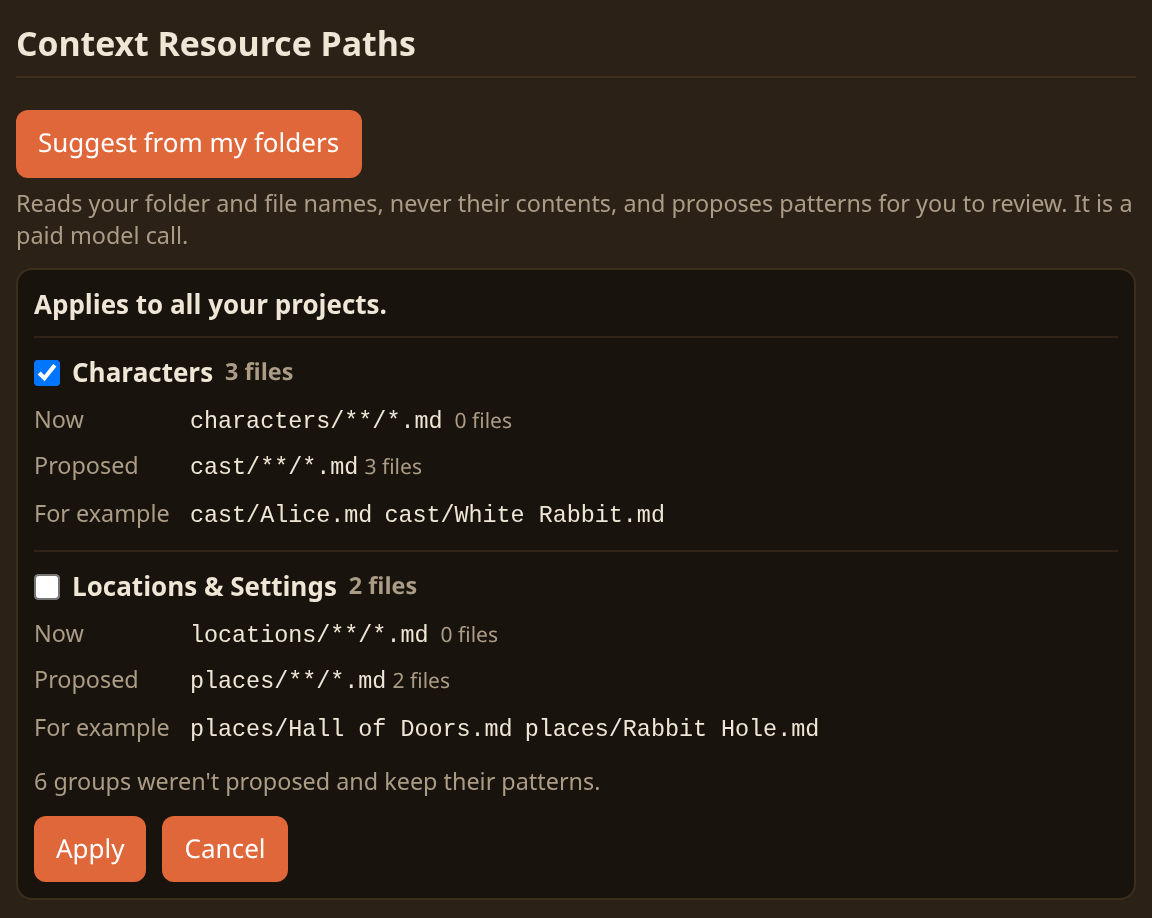 Context Resource Paths
Suggest from my folders
Reads your folder and file names, never their contents, and proposes patterns for you to review. It is a
paid model call.
Applies to all your projects.
Characters 3 files
Now characters/**/*.md 0 files
Proposed cast/**/*.md 3 files
For example cast/Alice.md cast/White Rabbit.md
Locations & Settings 2 files
Now locations/**/*.md 0 files
Proposed places/**/*.md 2 files
For example places/Hall of Doors.md places/Rabbit Hole.md
6 groups weren't proposed and keep their patterns.
Apply Cancel